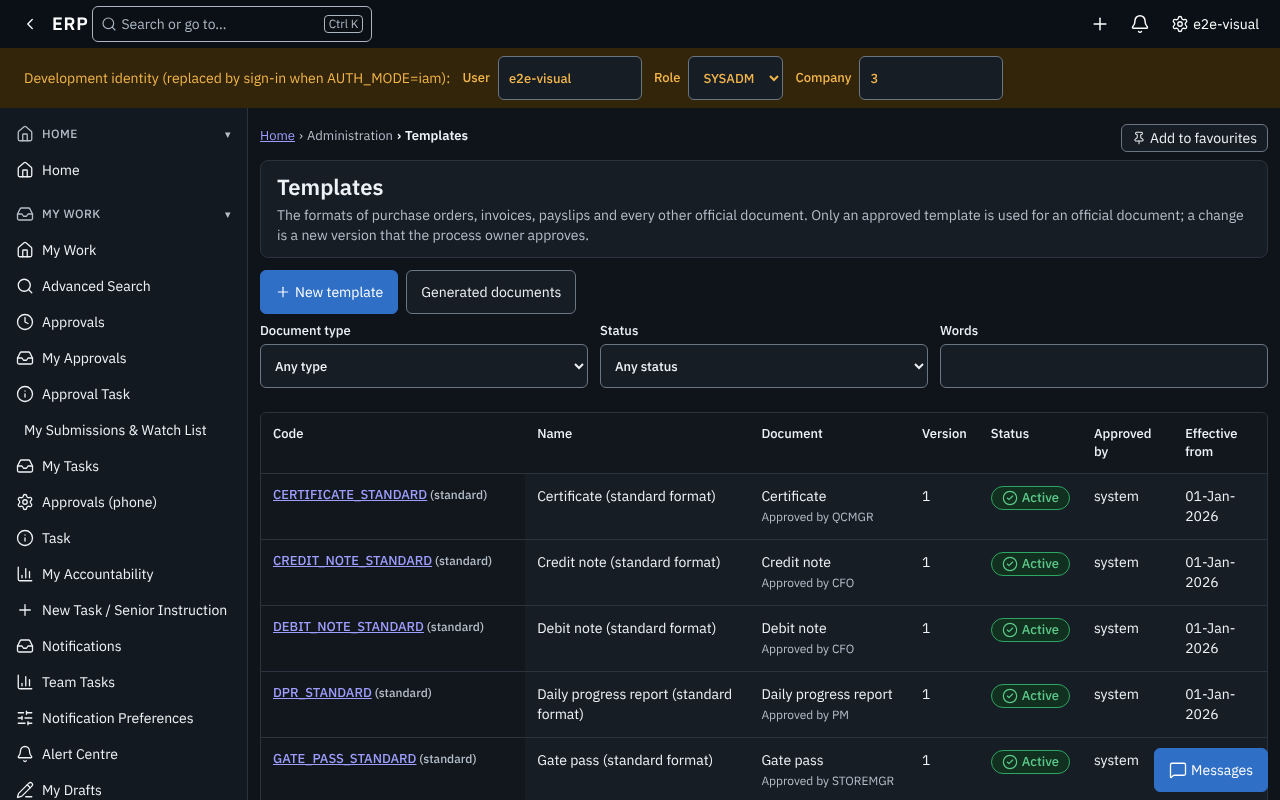 ERP
Search or go to...
Ctrl K
e2e-visual
Development identity (replaced by sign-in when AUTH_MODE=iam):
User
e2e-visual
Role
SYSADM
Company
3
HOME
Home
MY WORK
My Work
Advanced Search
Approvals
My Approvals
Approval Task
My Submissions & Watch List
My Tasks
Approvals (phone)
Task
My Accountability
New Task / Senior Instruction
Notifications
Team Tasks
Notification Preferences
Alert Centre
My Drafts
Home › Administration › Templates
Add to favourites
Templates
The formats of purchase orders, invoices, payslips and every other official document. Only an approved template is used for an official document; a change
is a new version that the process owner approves.
New template
Generated documents
Document type
Any type
Status
Any status
Words
Code
Name
Document
Version
Status
Approved
by
Effective
from
CERTIFICATE_STANDARD (standard)
Certificate (standard format)
Certificate
Approved by QCMGR
1
Active
system
01-Jan-
2026
CREDIT_NOTE_STANDARD (standard)
Credit note (standard format)
Credit note
Approved by CFO
1
Active
system
01-Jan-
2026
DEBIT_NOTE_STANDARD (standard)
Debit note (standard format)
Debit note
Approved by CFO
1
Active
system
01-Jan-
2026
DPR_STANDARD (standard)
Daily progress report (standard
format)
Daily progress report
Approved by PM
1
Active
system
01-Jan-
2026
GATE_PASS_STANDARD (standard)
Gate pass (standard format)
Gate pass
Approved by STOREMGR
1
Active
system
Messages